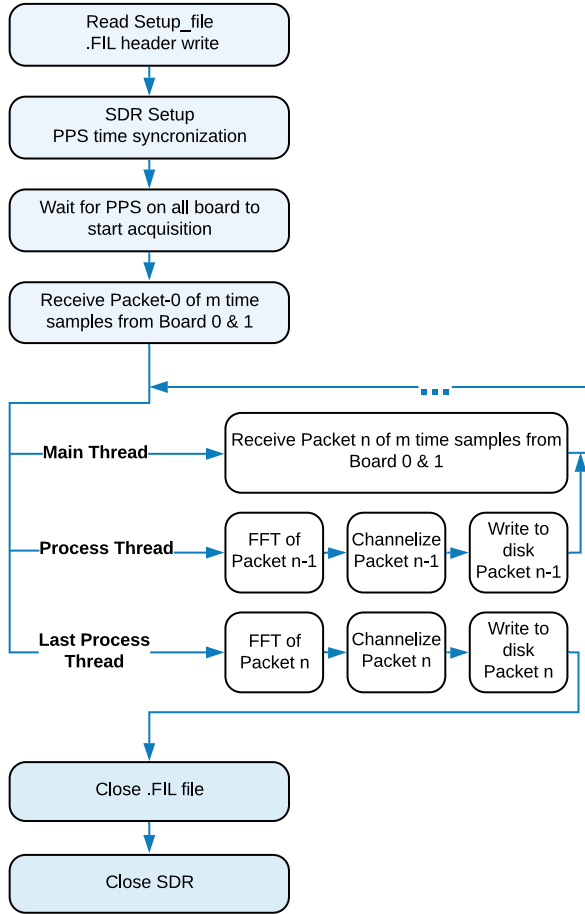 Read Setup_file
.FIL header write
SDR Setup
PPS time syncronization
Wait for PPS on all board to
start acquisition
Receive Packet-0 of m time
samples from Board 0 & 1
...
Main Thread
Receive Packet n of m time samples from
Board 0 & 1
Process Thread
FFT of
Packet n-1
Channelize
Packet n-1
Write to
disk
Packet n-1
Last Process
Thread
FFT of
Packet n
Channelize
Packet n
Write to
disk
Packet n
Close .FIL file
Close SDR